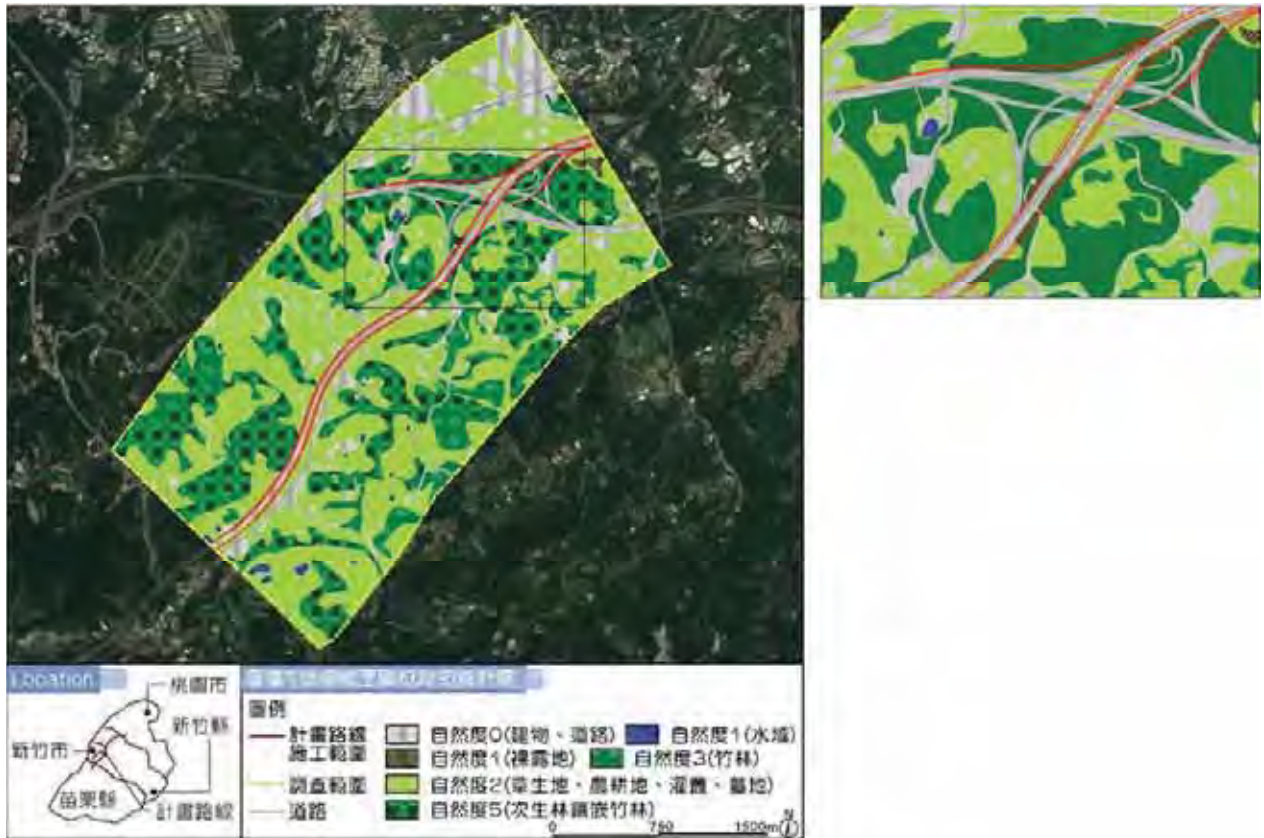 Location
桃園市
新竹縣
新竹市
苗栗縣
計畫路線
圖例
計畫路線
施工範圍
調查範圍
道路
自然度0(建物、道路)
自然度1(水域)
自然度1(裸露地)
自然度3(竹林)
自然度2(草生地、農耕地、灌叢、墓地)
自然度5(次生林鑲嵌竹林)
0 750 1500m
N